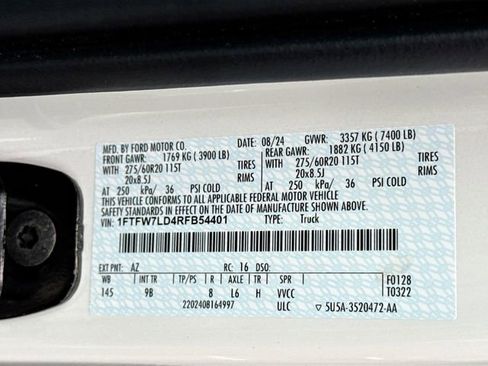 MFD. BY FORD MOTOR CO. 08/24 GVWR: 3357 KG ( 7400 LB)
FRONT GAWR: 1769 KG ( 3900 LB) REAR GAWR: 1882 KG ( 4150 LB)
WITH 275/60R20 115T TIRES WITH 275/60R20 115T TIRES
20x8.5J RIMS 20x8.5J RIMS
AT 250 kPa/ 36 PSI COLD AT 250 kPa/ 36 PSI COLD
THIS VEHICLE CONFORMS TO ALL APPLICABLE FEDERAL MOTOR VEHICLE
SAFETY AND THEFT PREVENTION STANDARDS IN EFFECT ON THE DATE OF MANUFACTURE SHOWN ABOVE.
VIN: 1FTFW7LD4RFB54401 TYPE: Truck
EXT PNT: AZ RC: 16 DSO:
WB INT TR TP/PS R AXLE TR SPR F0128
145 9B 8 L6 H VVCC T0322
2202408164997 ULC 5U5A-3520472-AA